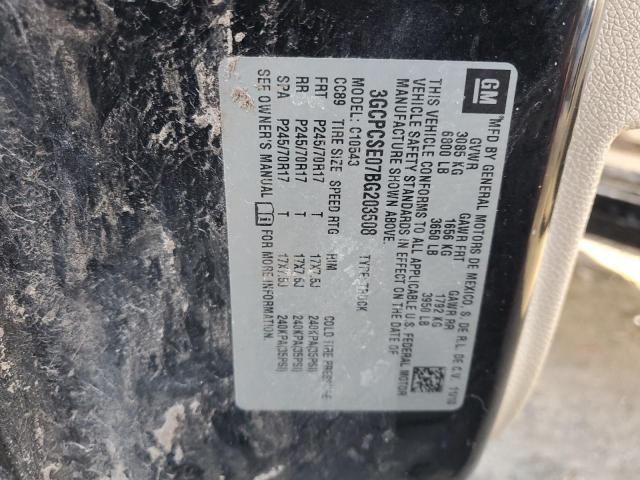 GM
MFD BY GENERAL MOTORS DE MEXICO, S. DE R.L. DE C.V. 11/10
GVWR GAWR FRT GAWR RR
3085 KG 1656 KG 1792 KG
6800 LB 3650 LB 3950 LB
THIS VEHICLE CONFORMS TO ALL APPLICABLE U.S. FEDERAL MOTOR
VEHICLE SAFETY STANDARDS IN EFFECT ON THE DATE OF
MANUFACTURE SHOWN ABOVE.
3GCPCSE07BG203508 TYPE: TRUCK
C10543
CC89 TIRE SIZE SPEED RTG RIM COLD TIRE PRESSURE
FRT P245/70R17 T 17X7.5J 240KPA(35PSI)
RR P245/70R17 T 17X7.5J 240KPA(35PSI)
SPA P245/70R17 T 17X7.5J 240KPA(35PSI)
SEE OWNER'S MANUAL FOR MORE INFORMATION.